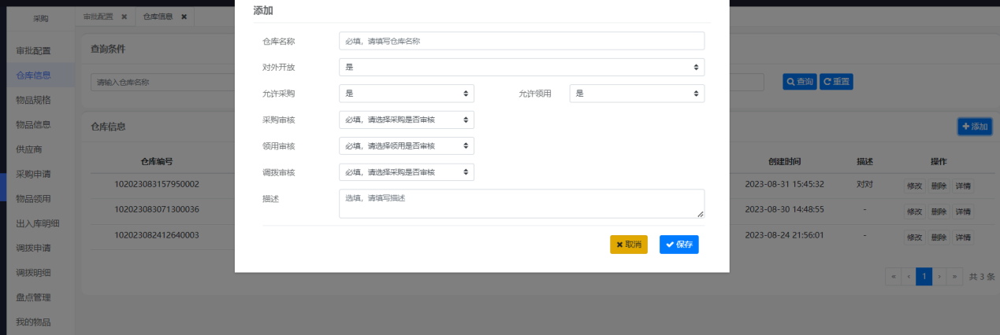 添加
采购
审批配置 ✖ 仓库信息 ✖
审批配置
仓库信息
物品规格
物品信息
供应商
采购申请
物品领用
出入库明细
调拨申请
调拨明细
盘点管理
我的物品
查询条件
请输入仓库名称
查询 重置
仓库信息
添加
仓库编号 创建时间 描述 操作
102023083157950002 2023-08-31 15:45:32 对对 修改 删除 详情
102023083071300036 2023-08-30 14:48:55 - 修改 删除 详情
102023082412640003 2023-08-24 21:56:01 - 修改 删除 详情
« ‹ 1 › » 共 3 条
仓库名称 必填，请填写仓库名称
对外开放 是
允许采购 是 允许领用 是
采购审核 必填，请选择采购是否审核
领用审核 必填，请选择领用是否审核
调拨审核 必填，请选择采购是否审核
描述 选填，请填写描述
取消 保存